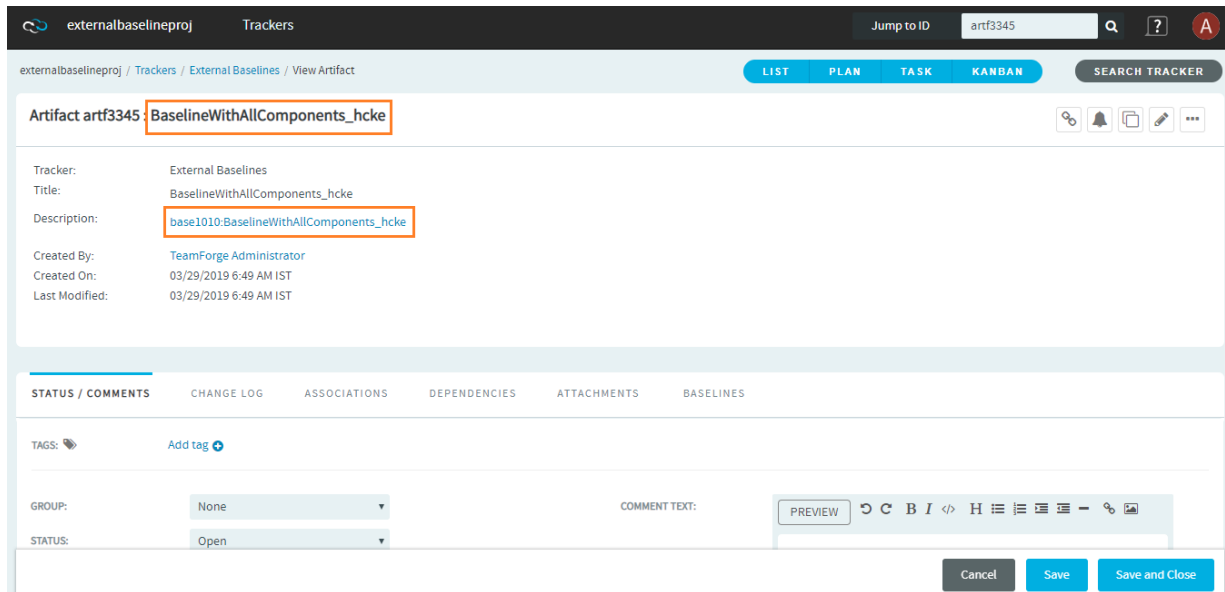 externalbaselineproj Trackers Jump to ID artf3345 ? A
externalbaselineproj / Trackers / External Baselines / View Artifact LIST PLAN TASK KANBAN SEARCH TRACKER
Artifact artf3345 : BaselineWithAllComponents_hcke
Tracker: External Baselines
Title: BaselineWithAllComponents_hcke
Description: base1010:BaselineWithAllComponents_hcke
Created By: TeamForge Administrator
Created On: 03/29/2019 6:49 AM IST
Last Modified: 03/29/2019 6:49 AM IST
STATUS / COMMENTS CHANGE LOG ASSOCIATIONS DEPENDENCIES ATTACHMENTS BASELINES
TAGS: Add tag
GROUP: None COMMENT TEXT: PREVIEW B I </> H
STATUS: Open
Cancel Save Save and Close